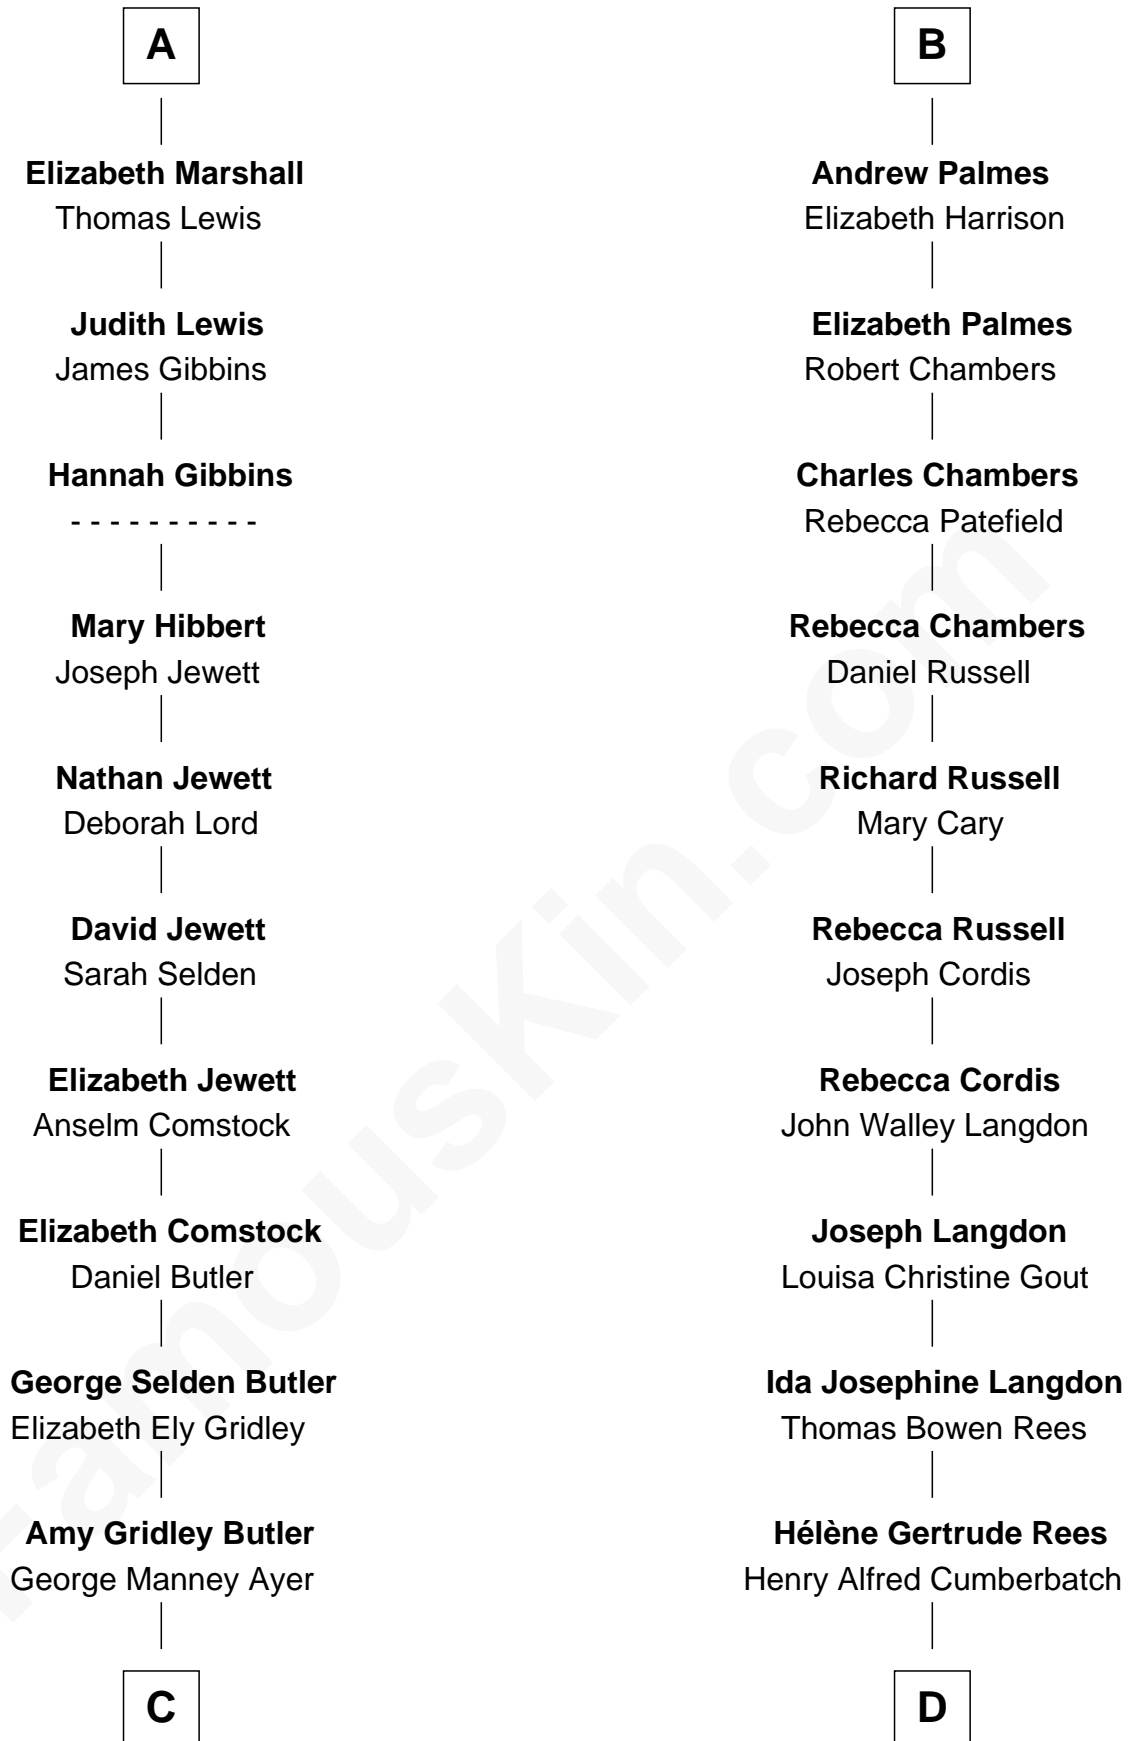 A
Elizabeth Marshall
Thomas Lewis
Judith Lewis
James Gibbins
Hannah Gibbins
- - - - - - - - - -
Mary Hibbert
Joseph Jewett
Nathan Jewett
Deborah Lord
David Jewett
Sarah Selden
Elizabeth Jewett
Anselm Comstock
Elizabeth Comstock
Daniel Butler
George Selden Butler
Elizabeth Ely Gridley
Amy Gridley Butler
George Manney Ayer
C
B
Andrew Palmes
Elizabeth Harrison
Elizabeth Palmes
Robert Chambers
Charles Chambers
Rebecca Patefield
Rebecca Chambers
Daniel Russell
Richard Russell
Mary Cary
Rebecca Russell
Joseph Cordis
Rebecca Cordis
John Walley Langdon
Joseph Langdon
Louisa Christine Gout
Ida Josephine Langdon
Thomas Bowen Rees
Hélène Gertrude Rees
Henry Alfred Cumberbatch
D
FamousKin.com